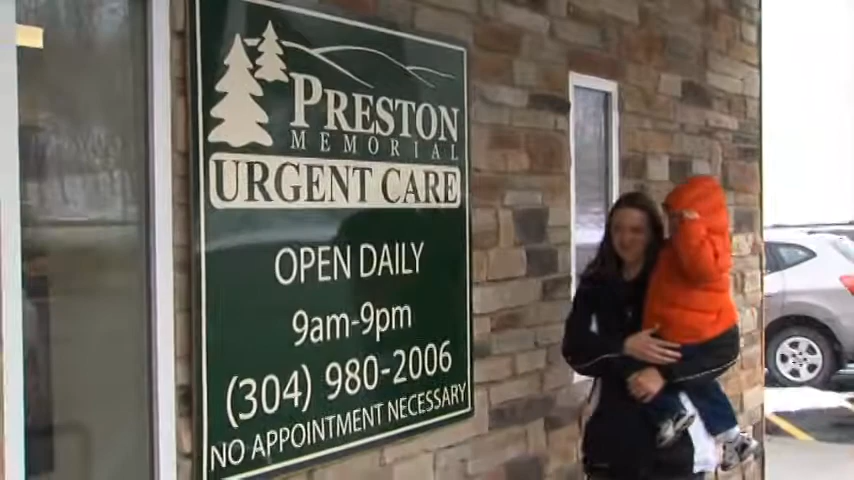 PRESTON
MEMORIAL
URGENT CARE
OPEN DAILY
9am-9pm
(304) 980-2006
NO APPOINTMENT NECESSARY